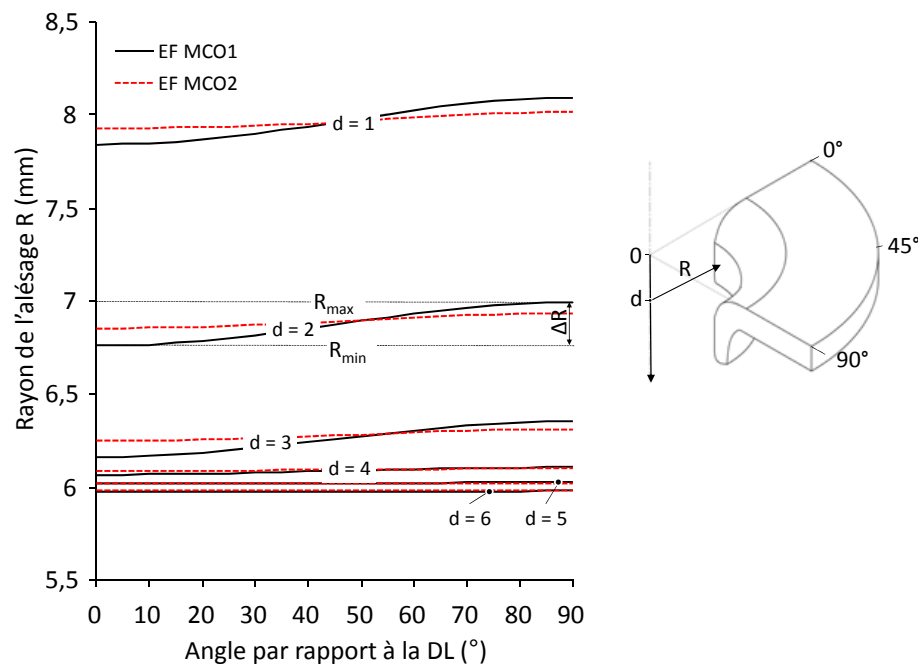 8,5
8
7,5
7
6,5
6
5,5
Rayon de l'alésage R (mm)
EF MCO1
EF MCO2
d = 1
Rmax
d = 2
ΔR
Rmin
d = 3
d = 4
d = 6
d = 5
0 10 20 30 40 50 60 70 80 90
Angle par rapport à la DL (°)
0°
45°
0
R
d
90°